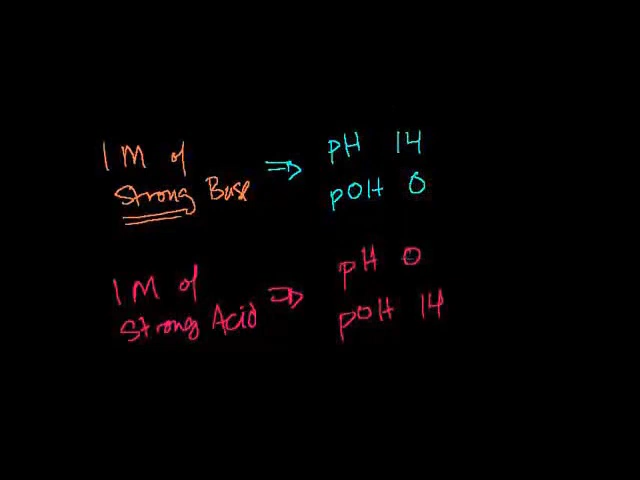 1 M of
Strong Base
⇒
pH 14
pOH 0
1 M of
Strong Acid
⇒
pH 0
pOH 14